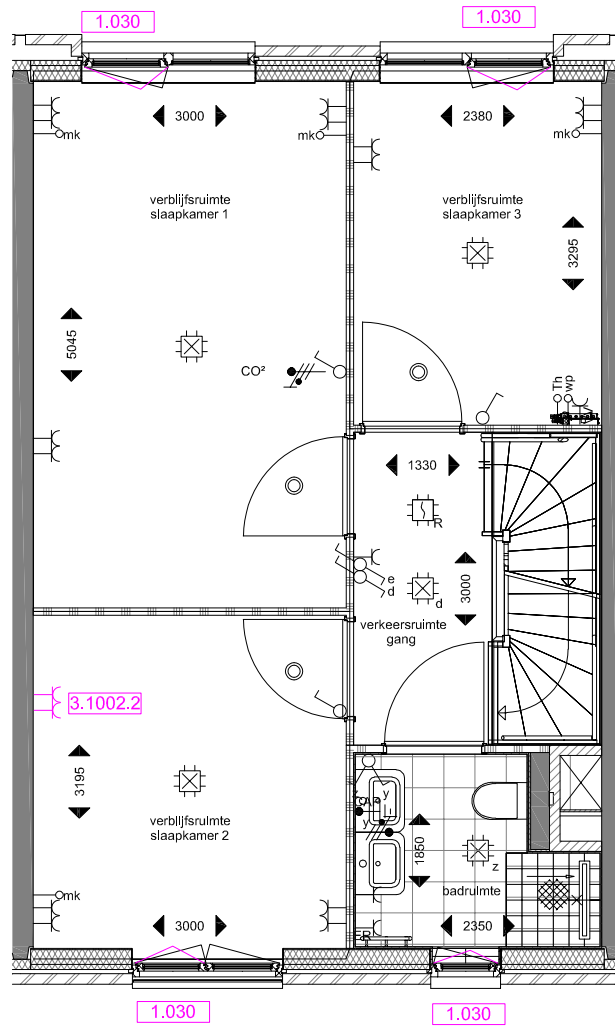 1.030
1.030
3000
2380
mk
mk
verblijfsruimte
slaapkamer 1
verblijfsruimte
slaapkamer 3
3295
5045
CO²
Th
wp
1330
R
e
d
d
3000
verkeersruimte
gang
3.1002.2
3195
verblijfsruimte
slaapkamer 2
y
y
1850
z
badruimte
mk
3000
2350
1.030
1.030